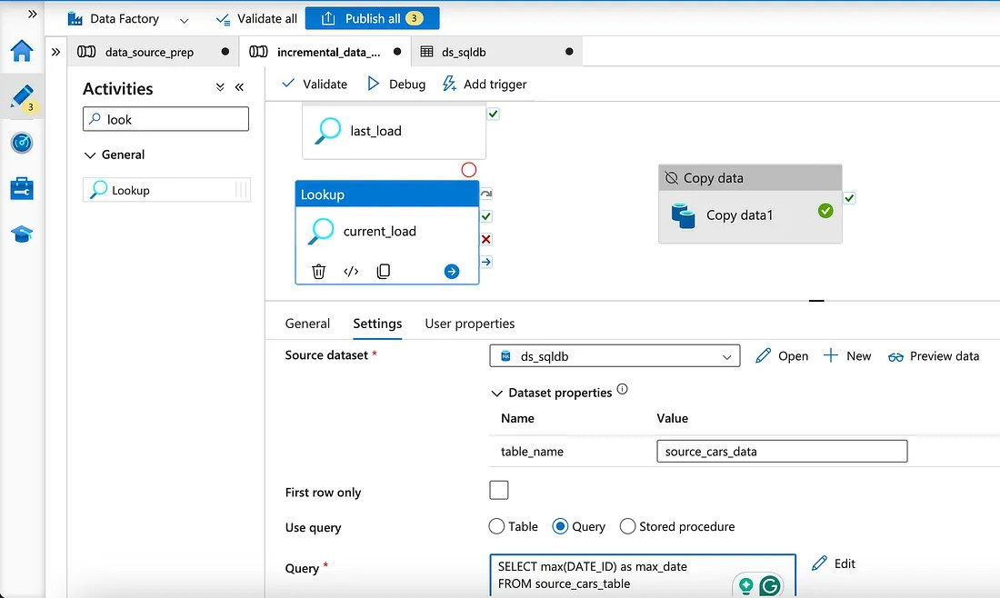 Data Factory
Validate all
Publish all 3
data_source_prep
incremental_data_...
ds_sqldb
3
Activities
look
General
Lookup
Validate
Debug
Add trigger
last_load
Lookup
current_load
Copy data
Copy data1
General
Settings
User properties
Source dataset *
ds_sqldb
Open
New
Preview data
Dataset properties
Name
Value
table_name
source_cars_data
First row only
Use query
Table
Query
Stored procedure
Query *
SELECT max(DATE_ID) as max_date
FROM source_cars_table
Edit